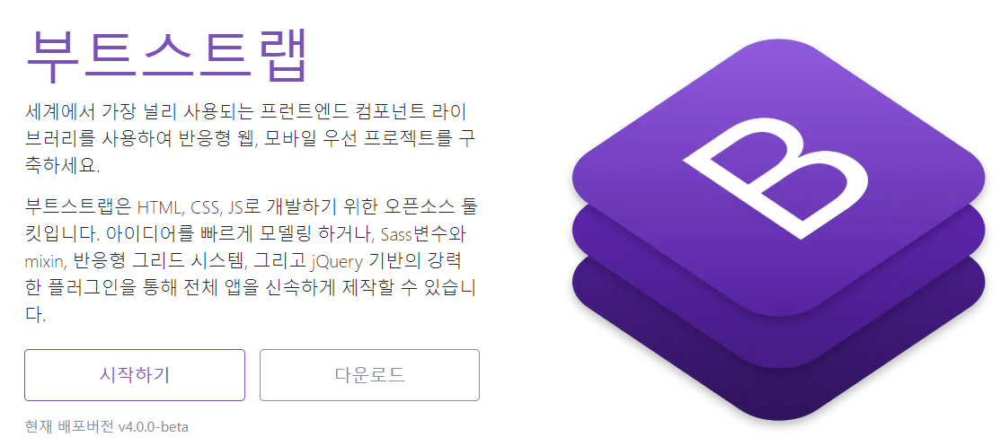 부트스트랩
세계에서 가장 널리 사용되는 프런트엔드 컴포넌트 라이
브러리를 사용하여 반응형 웹, 모바일 우선 프로젝트를 구
축하세요.
부트스트랩은 HTML, CSS, JS로 개발하기 위한 오픈소스 툴
킷입니다. 아이디어를 빠르게 모델링 하거나, Sass변수와
mixin, 반응형 그리드 시스템, 그리고 jQuery 기반의 강력
한 플러그인을 통해 전체 앱을 신속하게 제작할 수 있습니
다.
시작하기 다운로드
현재 배포버전 v4.0.0-beta
B